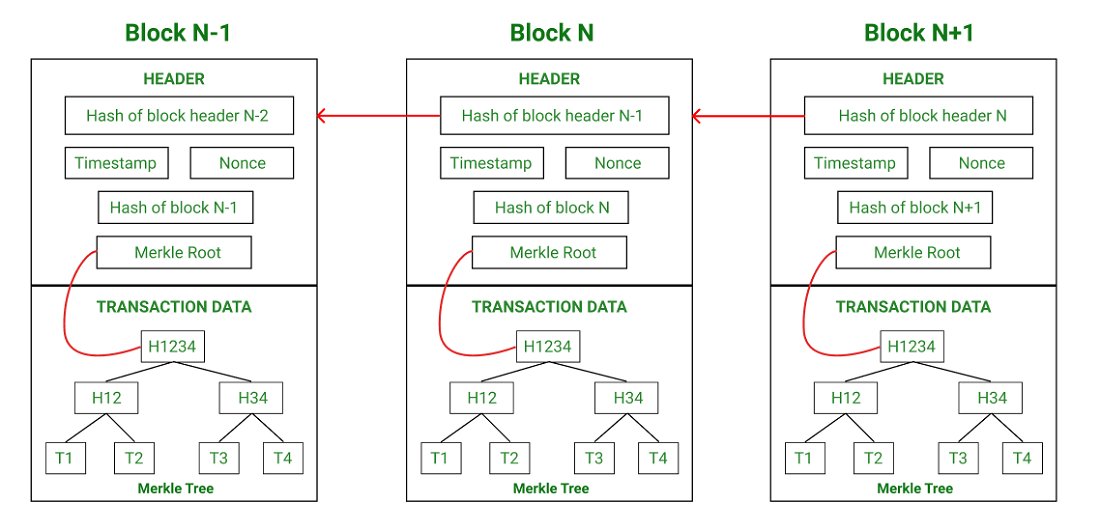 Block N-1
HEADER
Hash of block header N-2
Timestamp
Nonce
Hash of block N-1
Merkle Root
TRANSACTION DATA
H1234
H12
H34
T1
T2
T3
T4
Merkle Tree
Block N
HEADER
Hash of block header N-1
Timestamp
Nonce
Hash of block N
Merkle Root
TRANSACTION DATA
H1234
H12
H34
T1
T2
T3
T4
Merkle Tree
Block N+1
HEADER
Hash of block header N
Timestamp
Nonce
Hash of block N+1
Merkle Root
TRANSACTION DATA
H1234
H12
H34
T1
T2
T3
T4
Merkle Tree